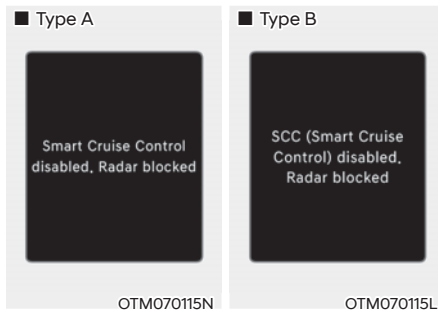 ■ Type A
Smart Cruise Control
disabled. Radar blocked
OTM070115N
■ Type B
SCC (Smart Cruise
Control) disabled.
Radar blocked
OTM070115L